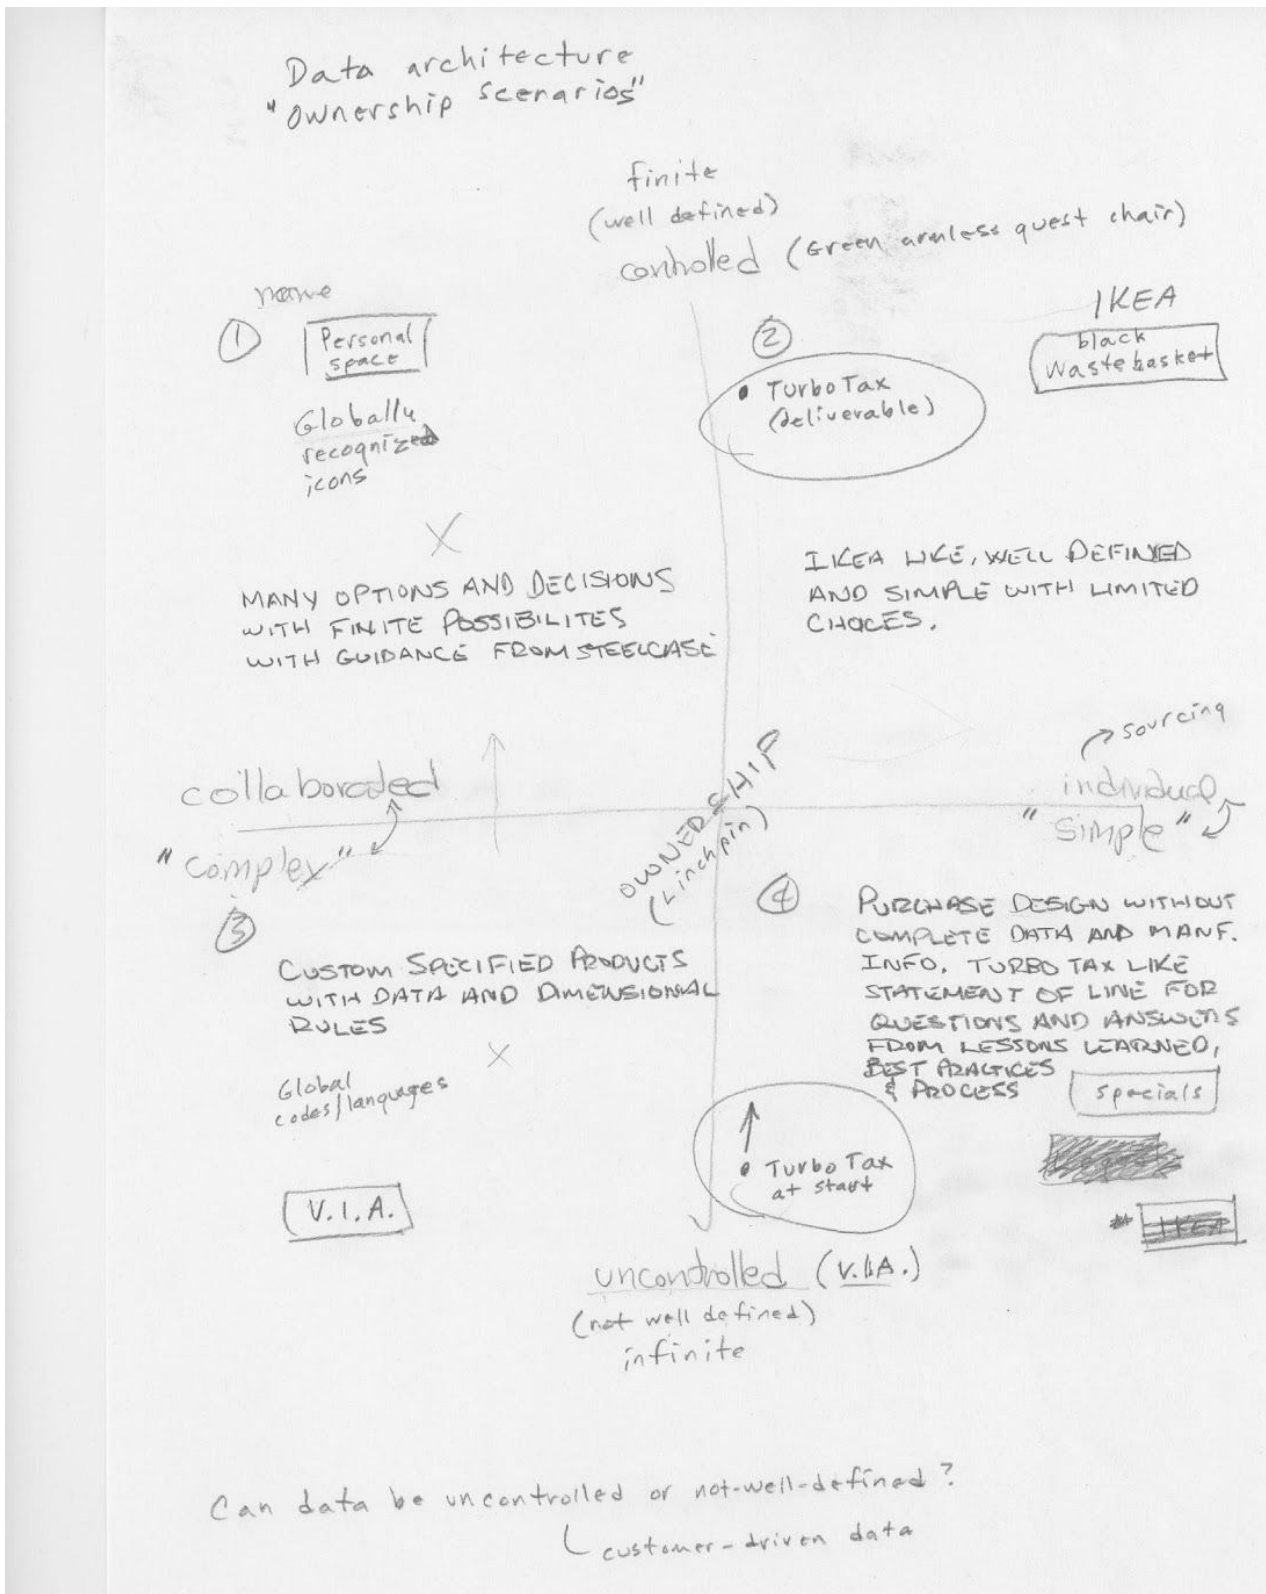 Data architecture
"Ownership scenarios"
finite
(well defined)
controlled (Green armless quest chair)
name
①
Personal
space
Globally
recognized
icons
X
MANY OPTIONS AND DECISIONS
WITH FINITE POSSIBILITES
WITH GUIDANCE FROM STEELCASE
②
• TurboTax
(deliverable)
IKEA
black
Wastebasket
IKEA LIKE, WELL DEFINED
AND SIMPLE WITH LIMITED
CHOICES.
sourcing
collaborated
"complex"
OWNERSHIP
(Linchpin)
individual
"simple"
③
CUSTOM SPECIFIED PRODUCTS
WITH DATA AND DIMENSIONAL
RULES
X
Global
codes/languages
V.I.A.
④
PURCHASE DESIGN WITHOUT
COMPLETE DATA AND MANF.
INFO. TURBO TAX LIKE
STATEMENT OF LINE FOR
QUESTIONS AND ANSWERS
FROM LESSONS LEARNED,
BEST PRACTICES
& PROCESS
specials
• Turbo Tax
at start
IKEA
uncontrolled (V.I.A.)
(not well defined)
infinite
Can data be uncontrolled or not-well-defined?
customer-driven data